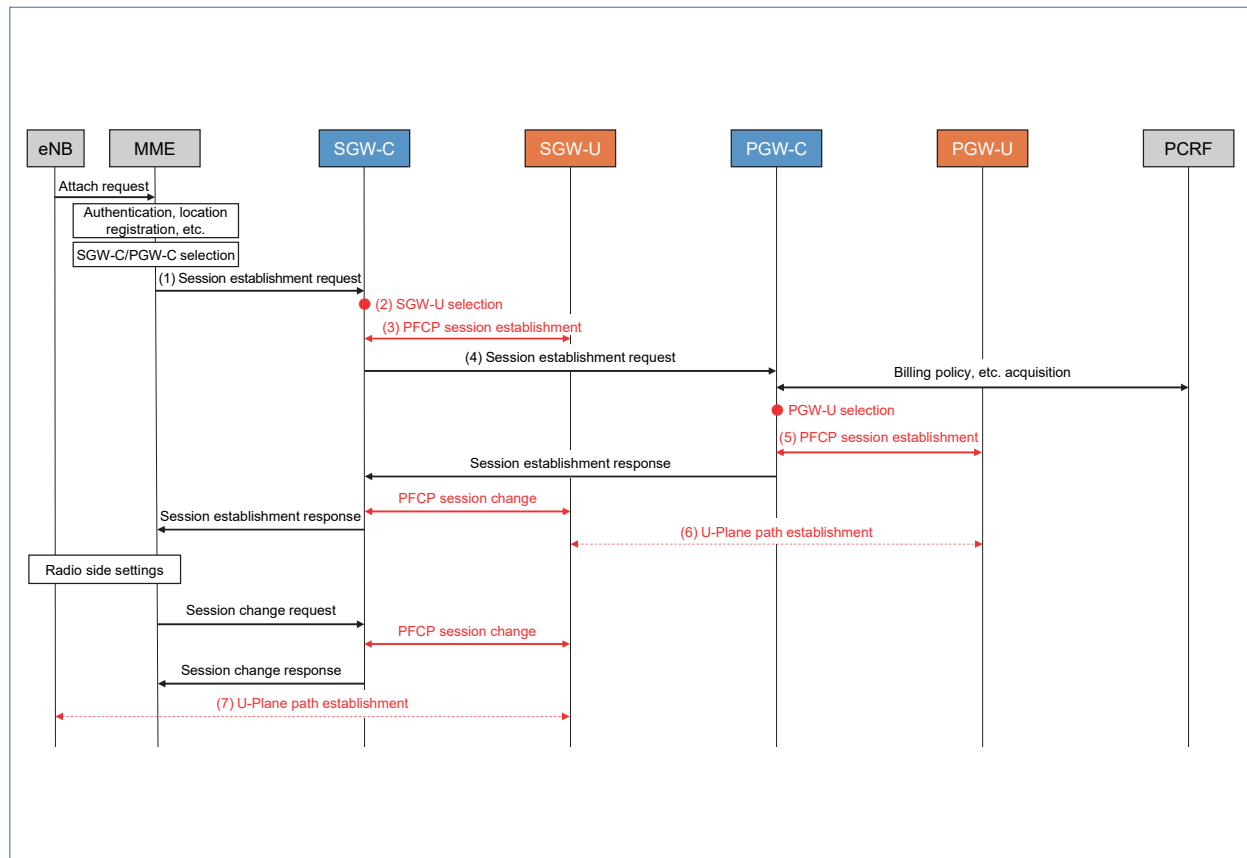 eNB
MME
SGW-C
SGW-U
PGW-C
PGW-U
PCRF
Attach request
Authentication, location
registration, etc.
SGW-C/PGW-C selection
(1) Session establishment request
(2) SGW-U selection
(3) PFCP session establishment
(4) Session establishment request
Billing policy, etc. acquisition
PGW-U selection
(5) PFCP session establishment
Session establishment response
PFCP session change
Session establishment response
(6) U-Plane path establishment
Radio side settings
Session change request
PFCP session change
Session change response
(7) U-Plane path establishment